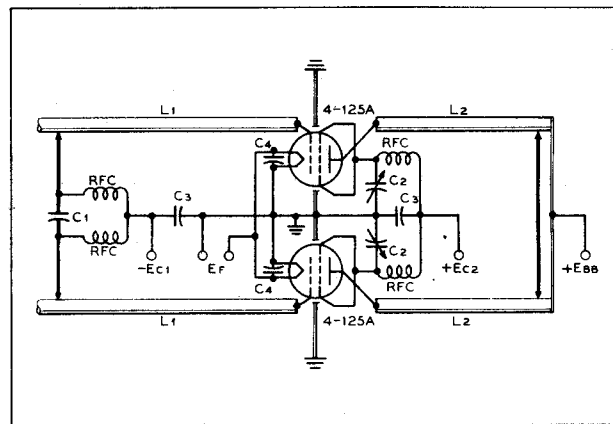 4-125A
L1
L2
C4
RFC
RFC
C2
C1
C3
C3
RFC
-EC1
EF
C2
+EC2
+EBB
C4
RFC
L1
4-125A
L2